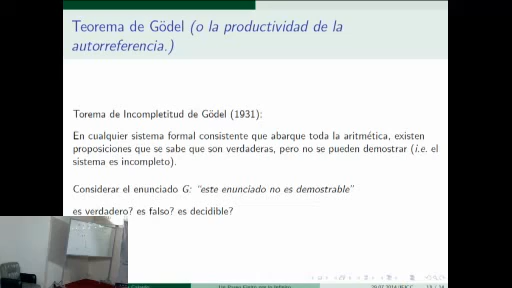 Teorema de Gödel (o la productividad de la
autorreferencia.)
Torema de Incompletitud de Gödel (1931):
En cualquier sistema formal consistente que abarque toda la aritmética, existen
proposiciones que se sabe que son verdaderas, pero no se pueden demostrar (i.e. el
sistema es incompleto).
Considerar el enunciado G: "este enunciado no es demostrable"
es verdadero? es falso? es decidible?